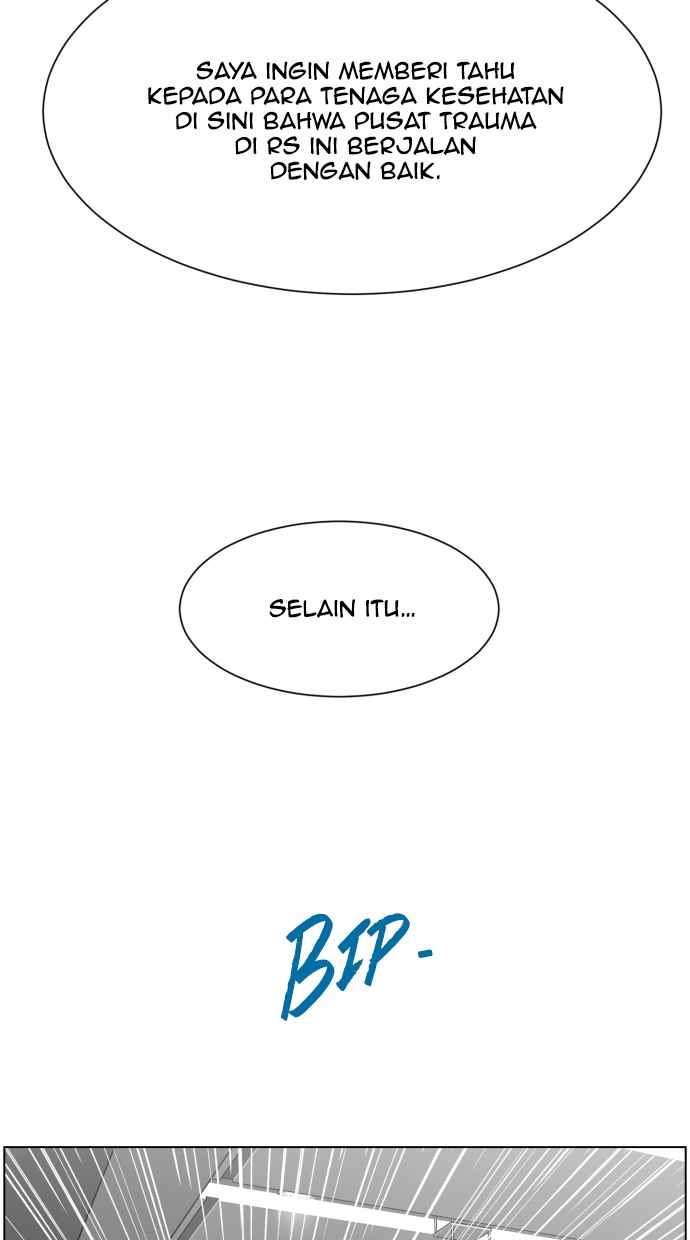 SAYA INGIN MEMBERI TAHU
KEPADA PARA TENAGA KESEHATAN
DI SINI BAHWA PUSAT TRAUMA
DI RS INI BERJALAN
DENGAN BAIK.
SELAIN ITU...
BIP-